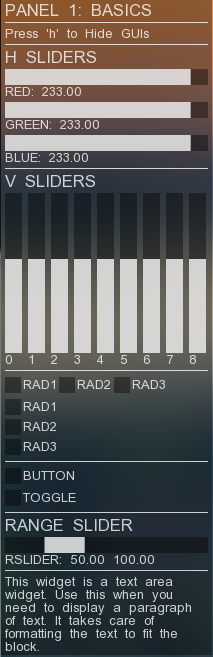 PANEL 1: BASICS
Press 'h' to Hide GUIs
H SLIDERS
RED: 233.00
GREEN: 233.00
BLUE: 233.00
V SLIDERS
0 1 2 3 4 5 6 7 8
RAD1 RAD2 RAD3
RAD1
RAD2
RAD3
BUTTON
TOGGLE
RANGE SLIDER
RSLIDER: 50.00 100.00
This widget is a text area
widget. Use this when you
need to display a paragraph
of text. It takes care of
formatting the text to fit the
block.